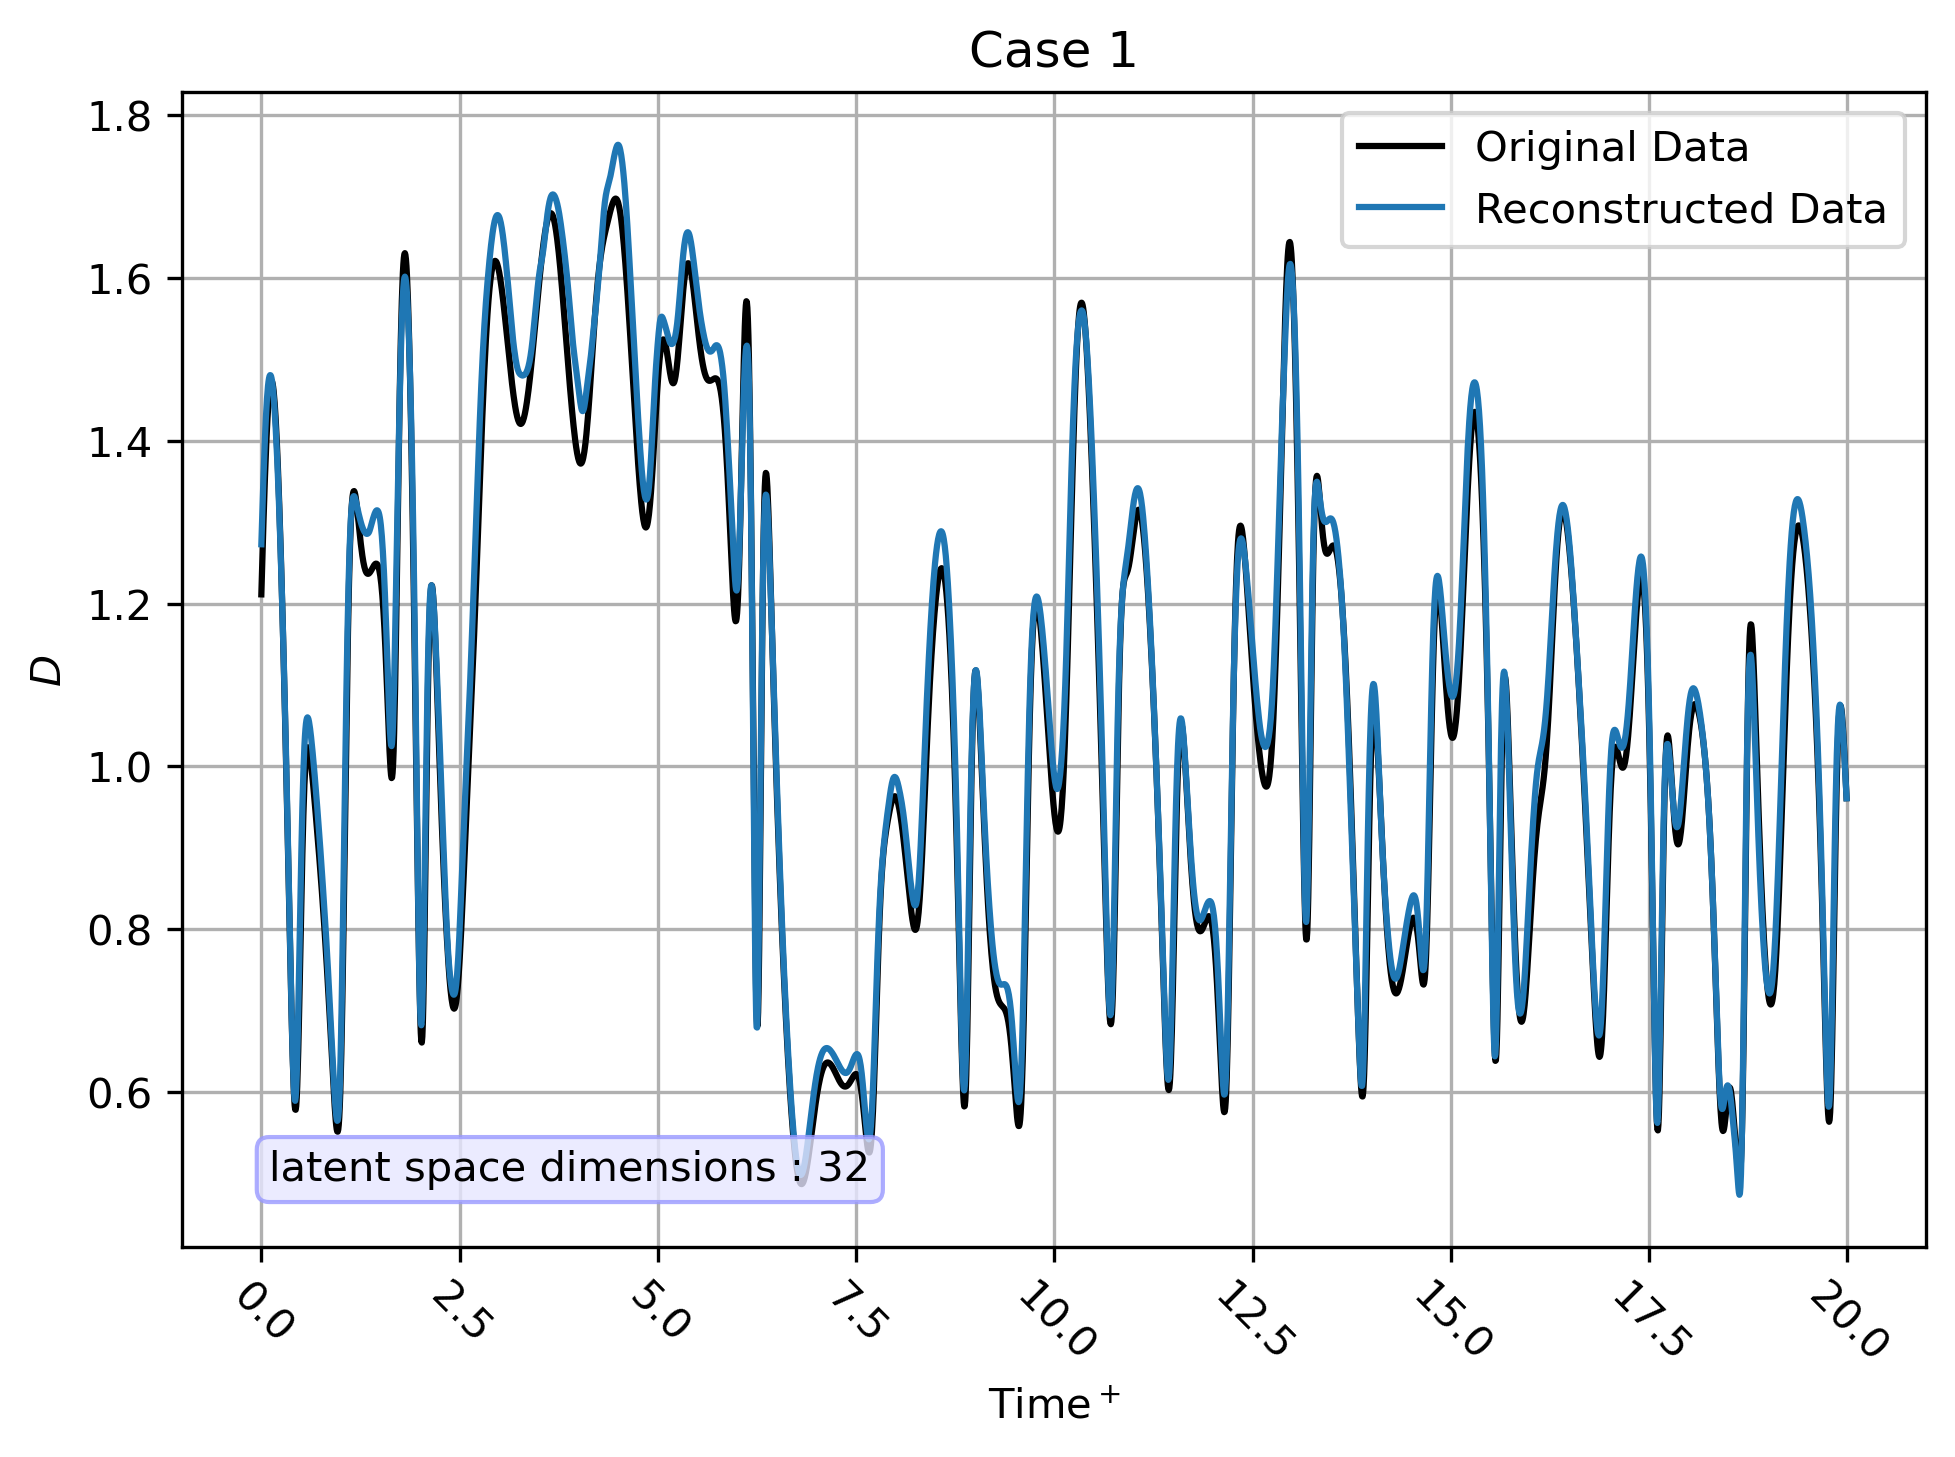 Case 1
1.8
1.6
1.4
1.2
1.0
0.8
0.6
D
Original Data
Reconstructed Data
latent space dimensions : 32
0.0
2.5
5.0
7.5
10.0
12.5
15.0
17.5
20.0
Time⁺